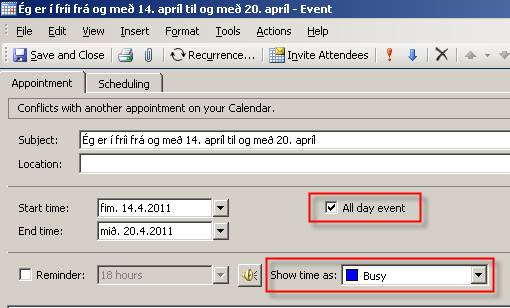 Ég er í fríi frá og með 14. apríl til og með 20. apríl - Event
File Edit View Insert Format Tools Actions Help
Save and Close Recurrence... Invite Attendees
Appointment Scheduling
Conflicts with another appointment on your Calendar.
Subject: Ég er í fríi frá og með 14. apríl til og með 20. apríl
Location:
Start time: fim. 14.4.2011 All day event
End time: mið. 20.4.2011
Reminder: 18 hours Show time as: Busy